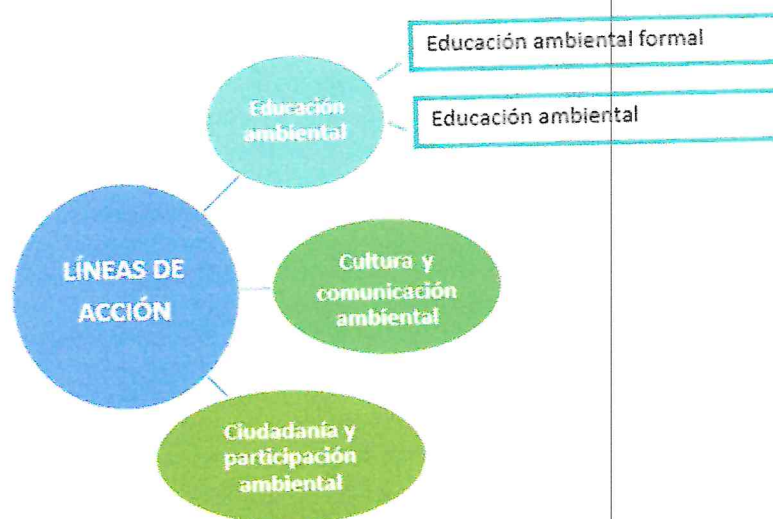 Educación ambiental formal
Educación ambiental
Educación
ambiental
LÍNEAS DE
ACCIÓN
Cultura y
comunicación
ambiental
Ciudadanía y
participación
ambiental